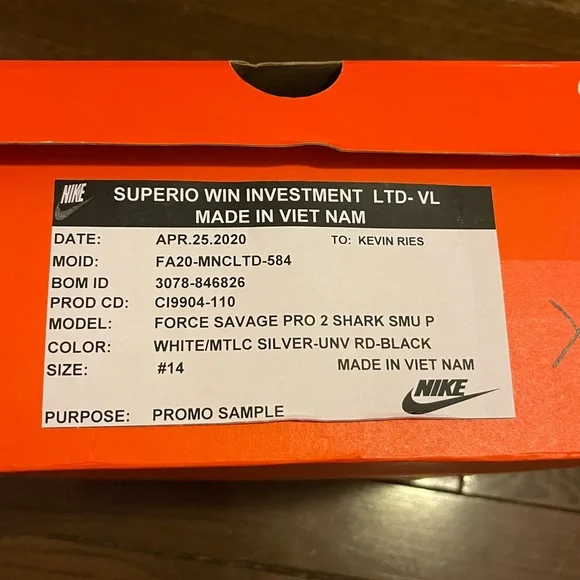 NIKE
SUPERIO WIN INVESTMENT LTD- VL
MADE IN VIET NAM
DATE: APR.25.2020 TO: KEVIN RIES
MOID: FA20-MNCLTD-584
BOM ID 3078-846826
PROD CD: CI9904-110
MODEL: FORCE SAVAGE PRO 2 SHARK SMU P
COLOR: WHITE/MTLC SILVER-UNV RD-BLACK
SIZE: #14 MADE IN VIET NAM
NIKE
PURPOSE: PROMO SAMPLE